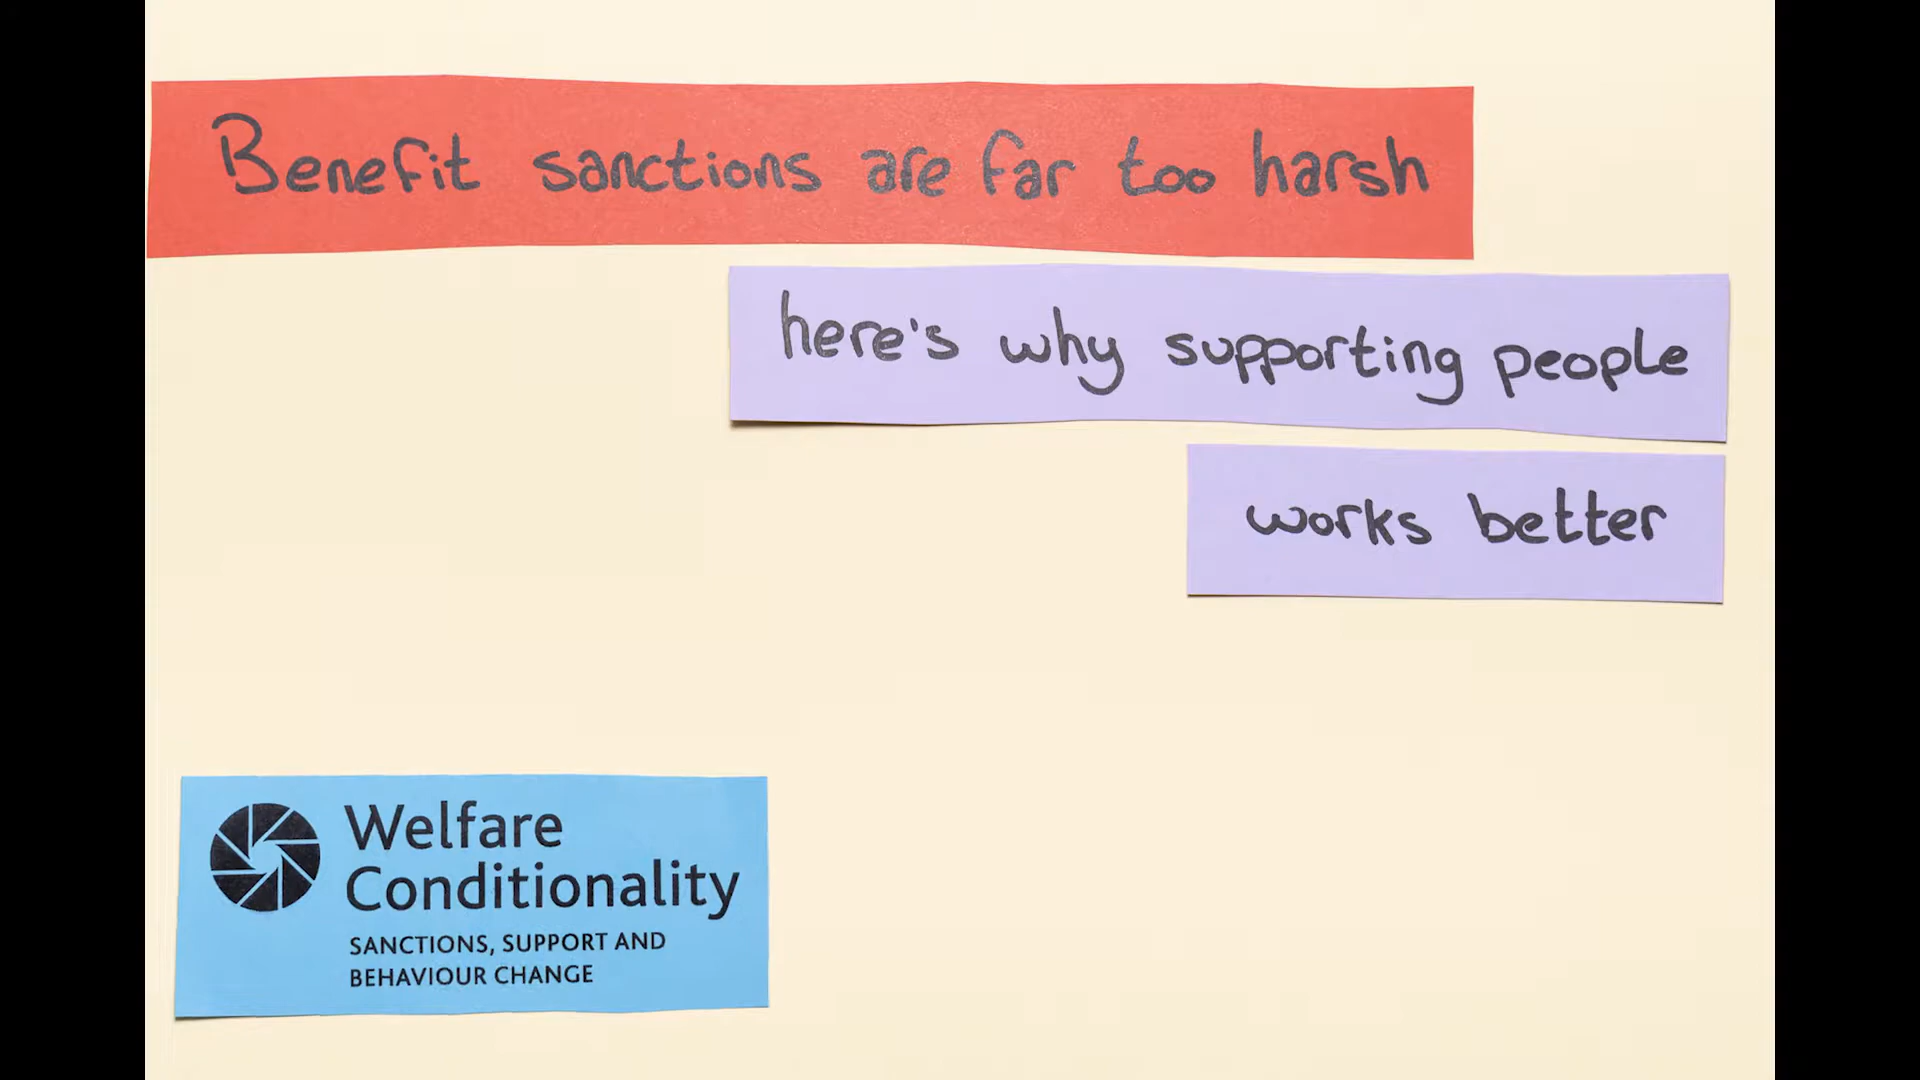 Benefit sanctions are far too harsh
here's why supporting people
works better
Welfare
Conditionality
SANCTIONS, SUPPORT AND
BEHAVIOUR CHANGE